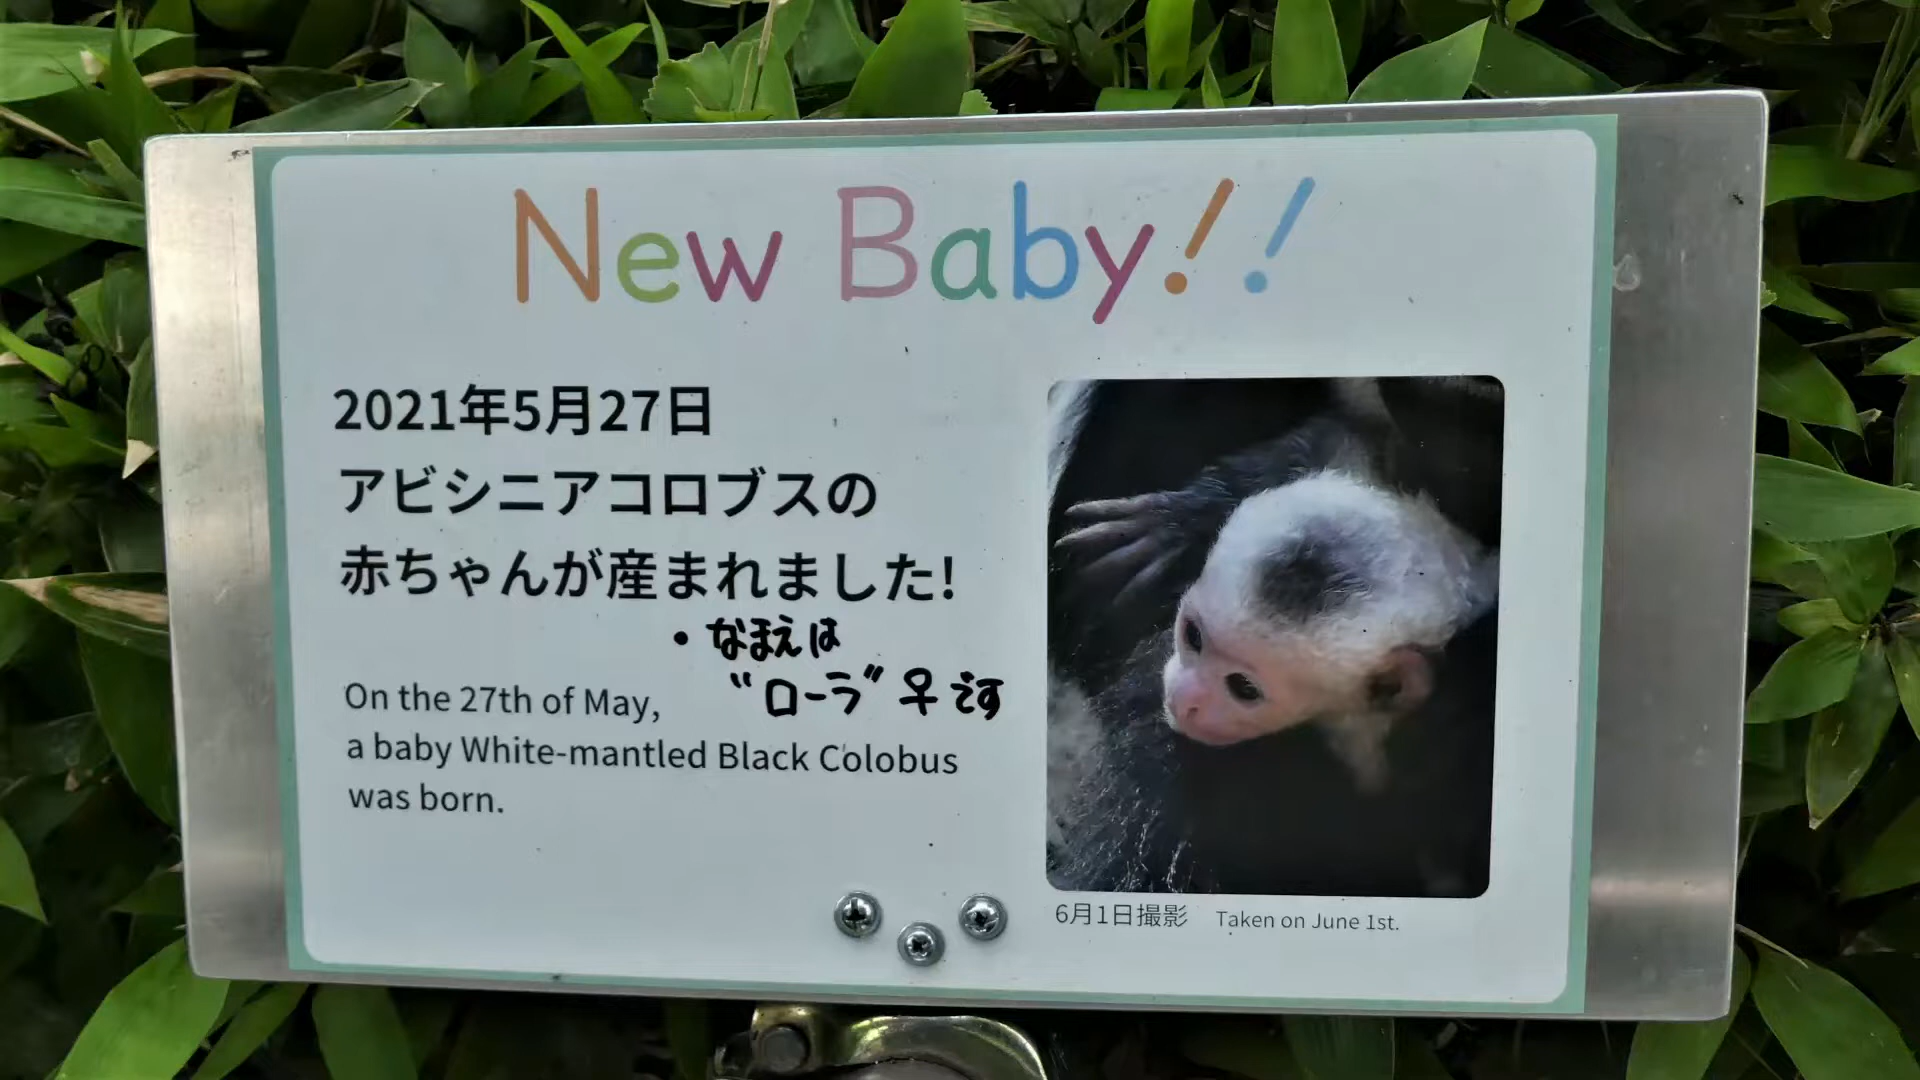 New Baby!!
2021年5月27日
アビシニアコロブスの
赤ちゃんが産まれました!
・なまえは
“ローラ”♀です
On the 27th of May,
a baby White-mantled Black Colobus
was born.
6月1日撮影 Taken on June 1st.